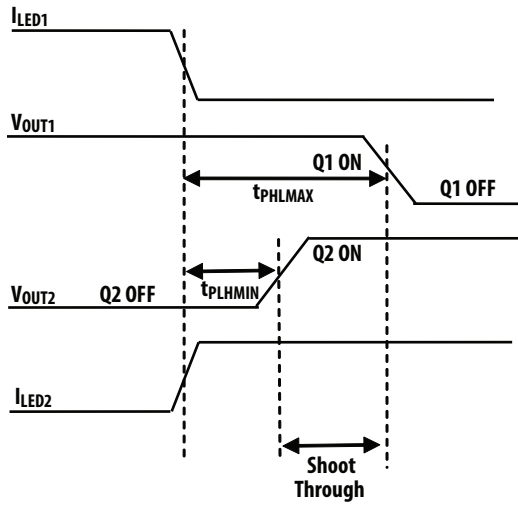 ILED1
VOUT1
Q1 ON
tPHLMAX
Q1 OFF
Q2 ON
VOUT2
Q2 OFF
tPLHMIN
ILED2
Shoot
Through